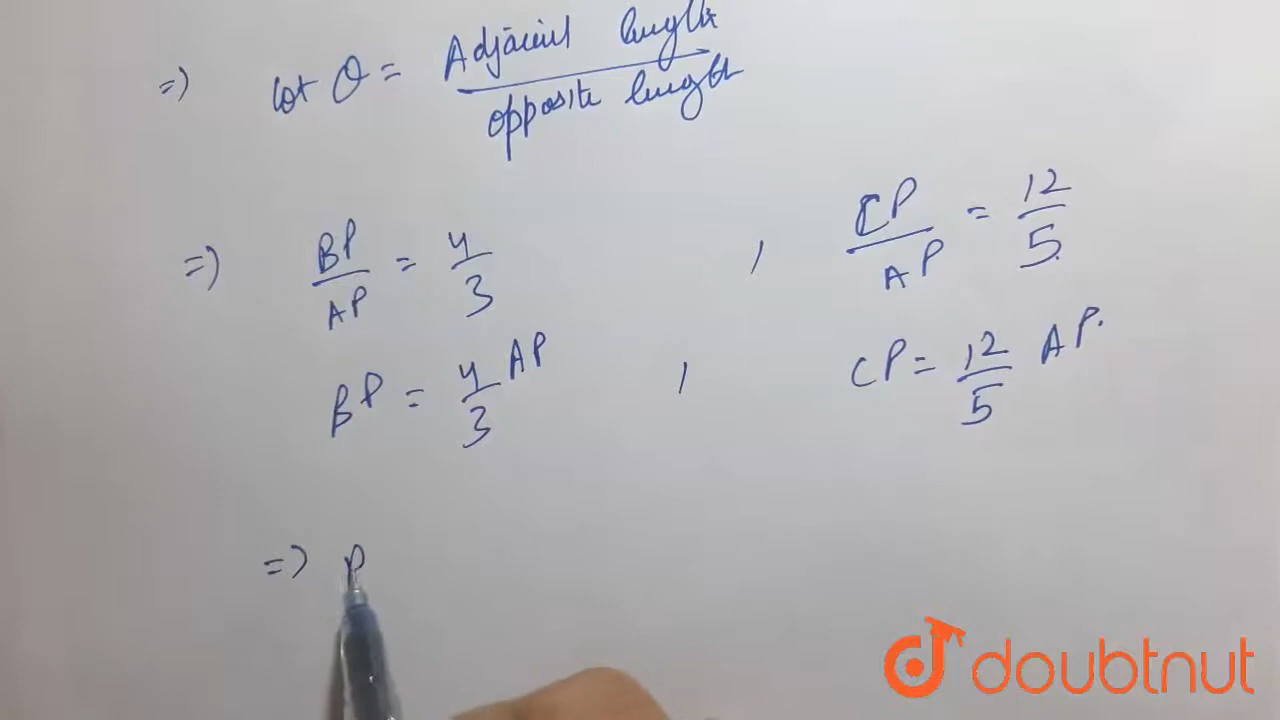 => cot θ = Adjacent length / opposite length
=> BP/AP = 4/3 , CP/AP = 12/5
BP = 4/3 AP , CP = 12/5 AP.
=> P
doubtnut